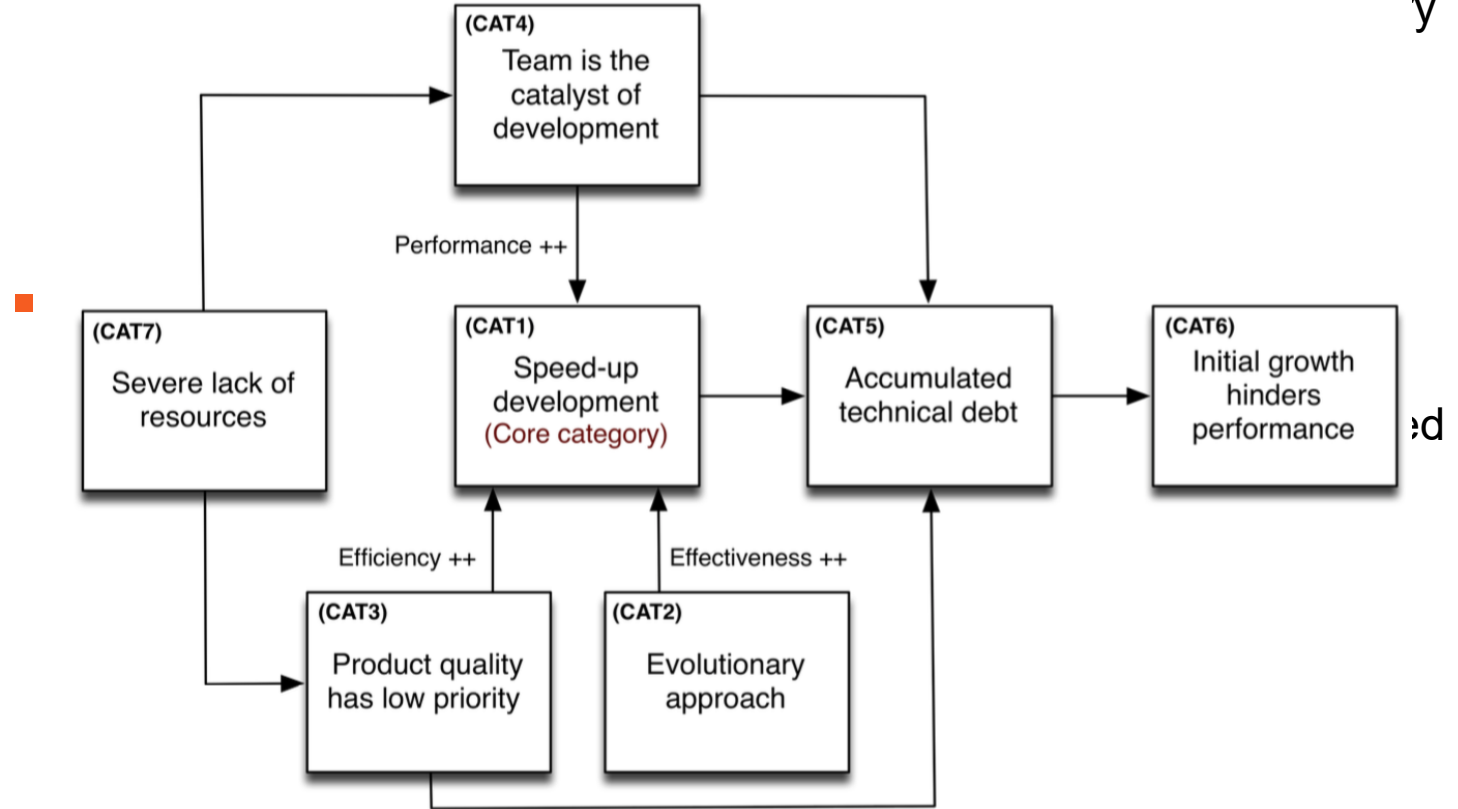 (CAT4)
Team is the
catalyst of
development
Performance ++
(CAT7)
Severe lack of
resources
(CAT1)
Speed-up
development
(Core category)
(CAT5)
Accumulated
technical debt
(CAT6)
Initial growth
hinders
performance
Efficiency ++
Effectiveness ++
(CAT3)
Product quality
has low priority
(CAT2)
Evolutionary
approach